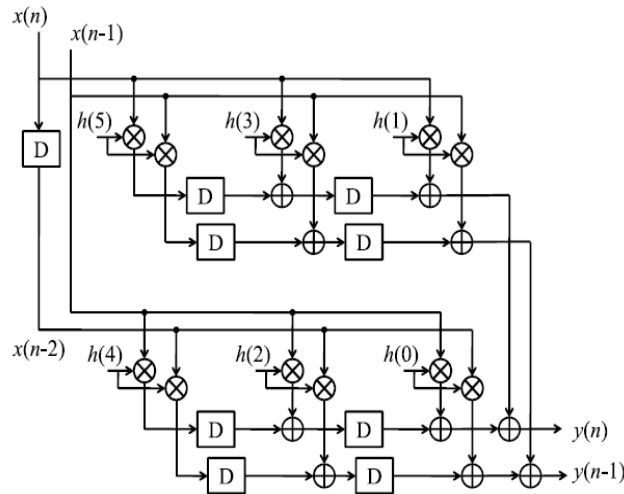 x(n)
x(n-1)
h(5)
h(3)
h(1)
D
D
D
D
D
x(n-2)
h(4)
h(2)
h(0)
D
D
y(n)
D
D
y(n-1)